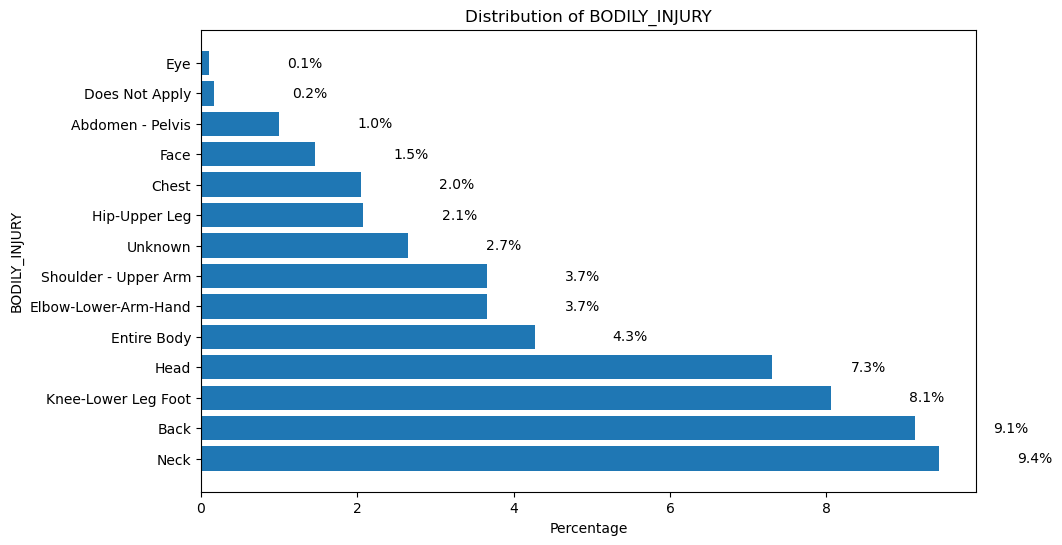 Distribution of BODILY_INJURY
BODILY_INJURY
Eye 0.1%
Does Not Apply 0.2%
Abdomen - Pelvis 1.0%
Face 1.5%
Chest 2.0%
Hip-Upper Leg 2.1%
Unknown 2.7%
Shoulder - Upper Arm 3.7%
Elbow-Lower-Arm-Hand 3.7%
Entire Body 4.3%
Head 7.3%
Knee-Lower Leg Foot 8.1%
Back 9.1%
Neck 9.4%
0 2 4 6 8
Percentage